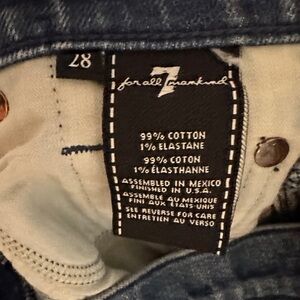 28
7
for all mankind
99% COTTON
1% ELASTANE
99% COTON
1% ELASTHANNE
ASSEMBLED IN MEXICO
FINISHED IN U.S.A.
ASSEMBLÉ AU MEXIQUE
FINI AUX ÉTATS-UNIS
SEE REVERSE FOR CARE
ENTRETIEN AU VERSO